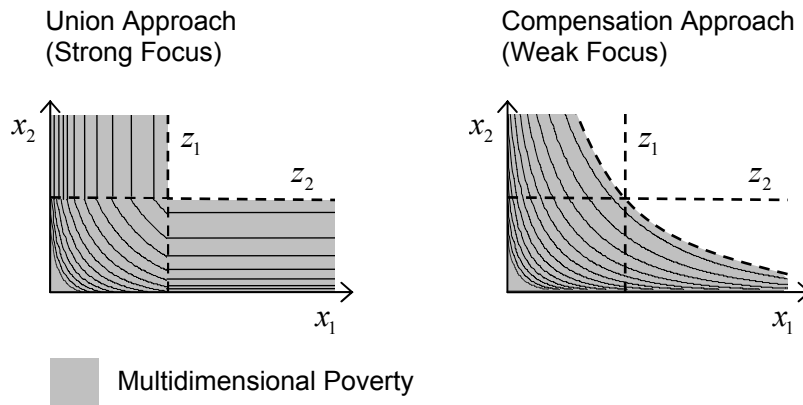 Union Approach
(Strong Focus)
x₂
z₁
z₂
x₁
Compensation Approach
(Weak Focus)
x₂
z₁
z₂
x₁
Multidimensional Poverty